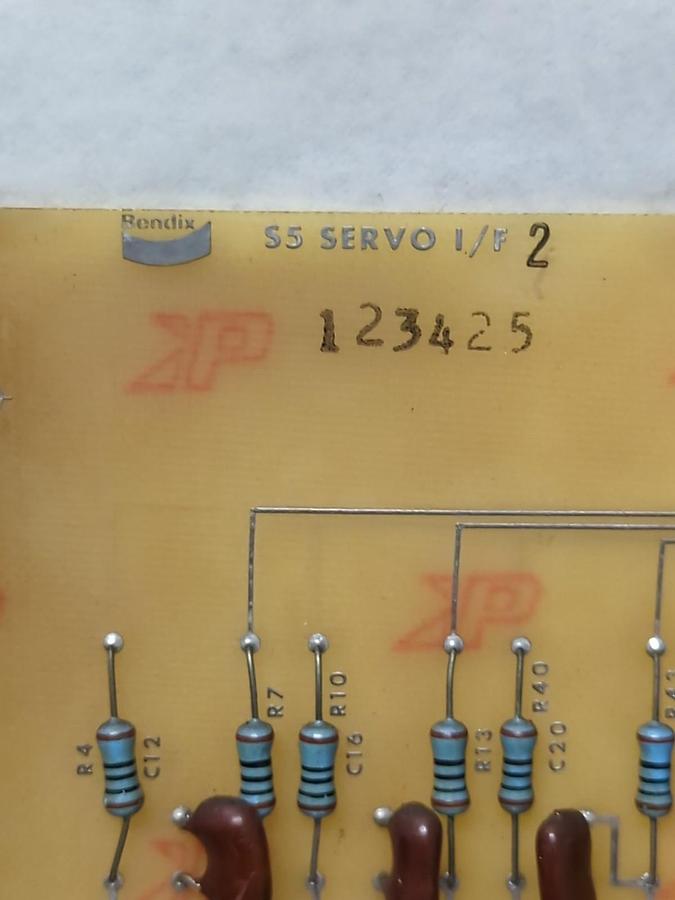 Bendix
S5 SERVO I/F 2
123425
R4
C12
R7
R10
C16
R13
R40
C20